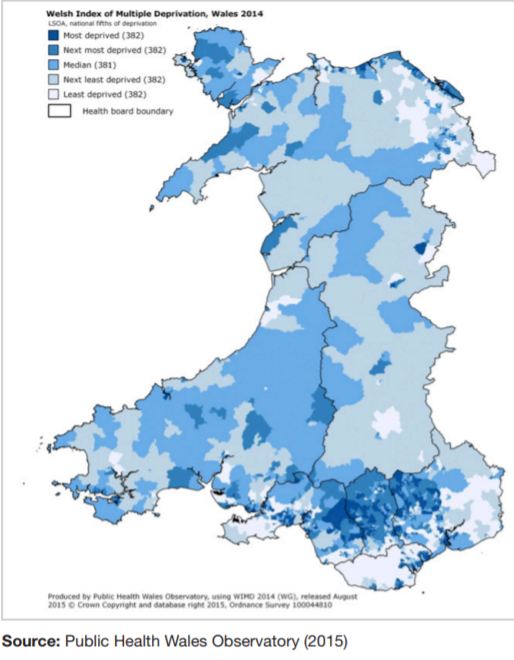 Welsh Index of Multiple Deprivation, Wales 2014
LSOA, national fifths of deprivation
Most deprived (382)
Next most deprived (382)
Median (381)
Next least deprived (382)
Least deprived (382)
Health board boundary
Produced by Public Health Wales Observatory, using WIMD 2014 (WG), released August
2015 © Crown Copyright and database right 2015, Ordnance Survey 100044810
Source: Public Health Wales Observatory (2015)